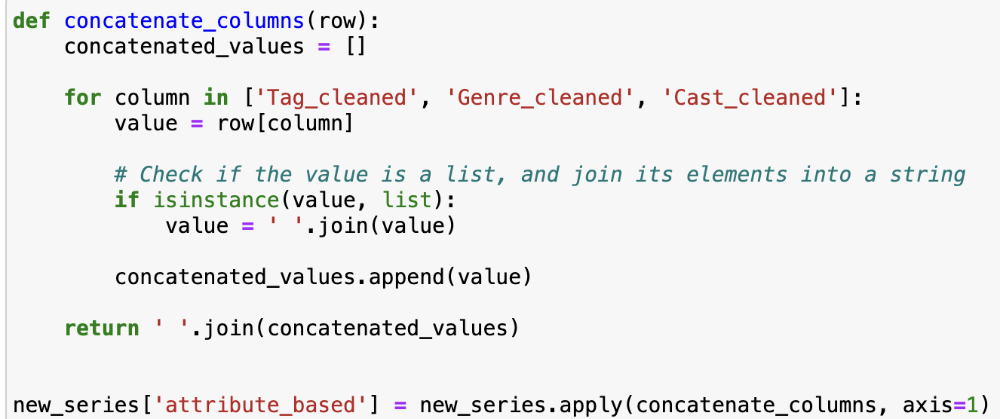 def concatenate_columns(row):
    concatenated_values = []
    for column in ['Tag_cleaned', 'Genre_cleaned', 'Cast_cleaned']:
        value = row[column]
        # Check if the value is a list, and join its elements into a string
        if isinstance(value, list):
            value = ' '.join(value)
        concatenated_values.append(value)
    return ' '.join(concatenated_values)
new_series['attribute_based'] = new_series.apply(concatenate_columns, axis=1)